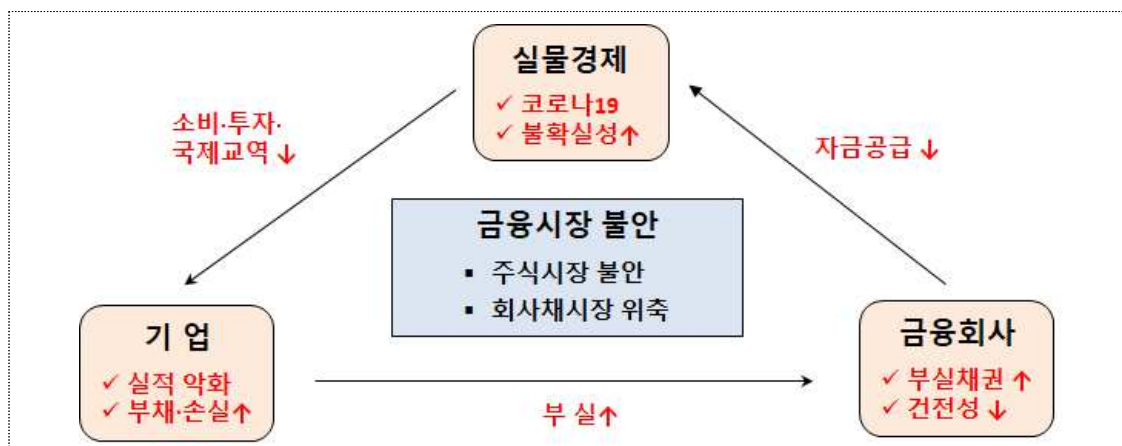 실물경제
✓ 코로나19
✓ 불확실성↑
소비·투자·
국제교역 ↓
자금공급 ↓
금융시장 불안
▪ 주식시장 불안
▪ 회사채시장 위축
기 업
✓ 실적 악화
✓ 부채·손실↑
부 실↑
금융회사
✓ 부실채권 ↑
✓ 건전성 ↓